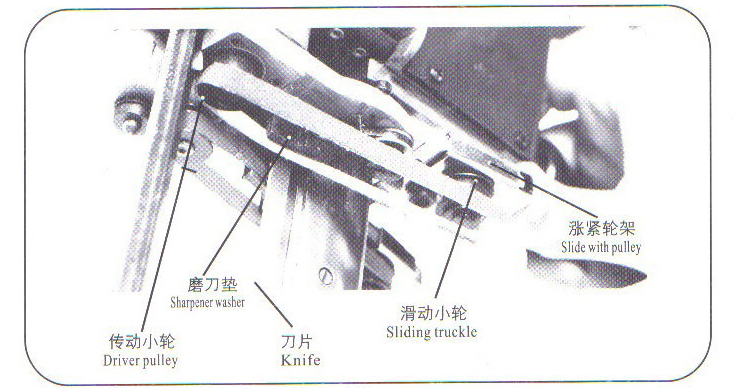 涨紧轮架
Slide with pulley
磨刀垫
Sharpener washer
滑动小轮
Sliding truckle
传动小轮
Driver pulley
刀片
Knife